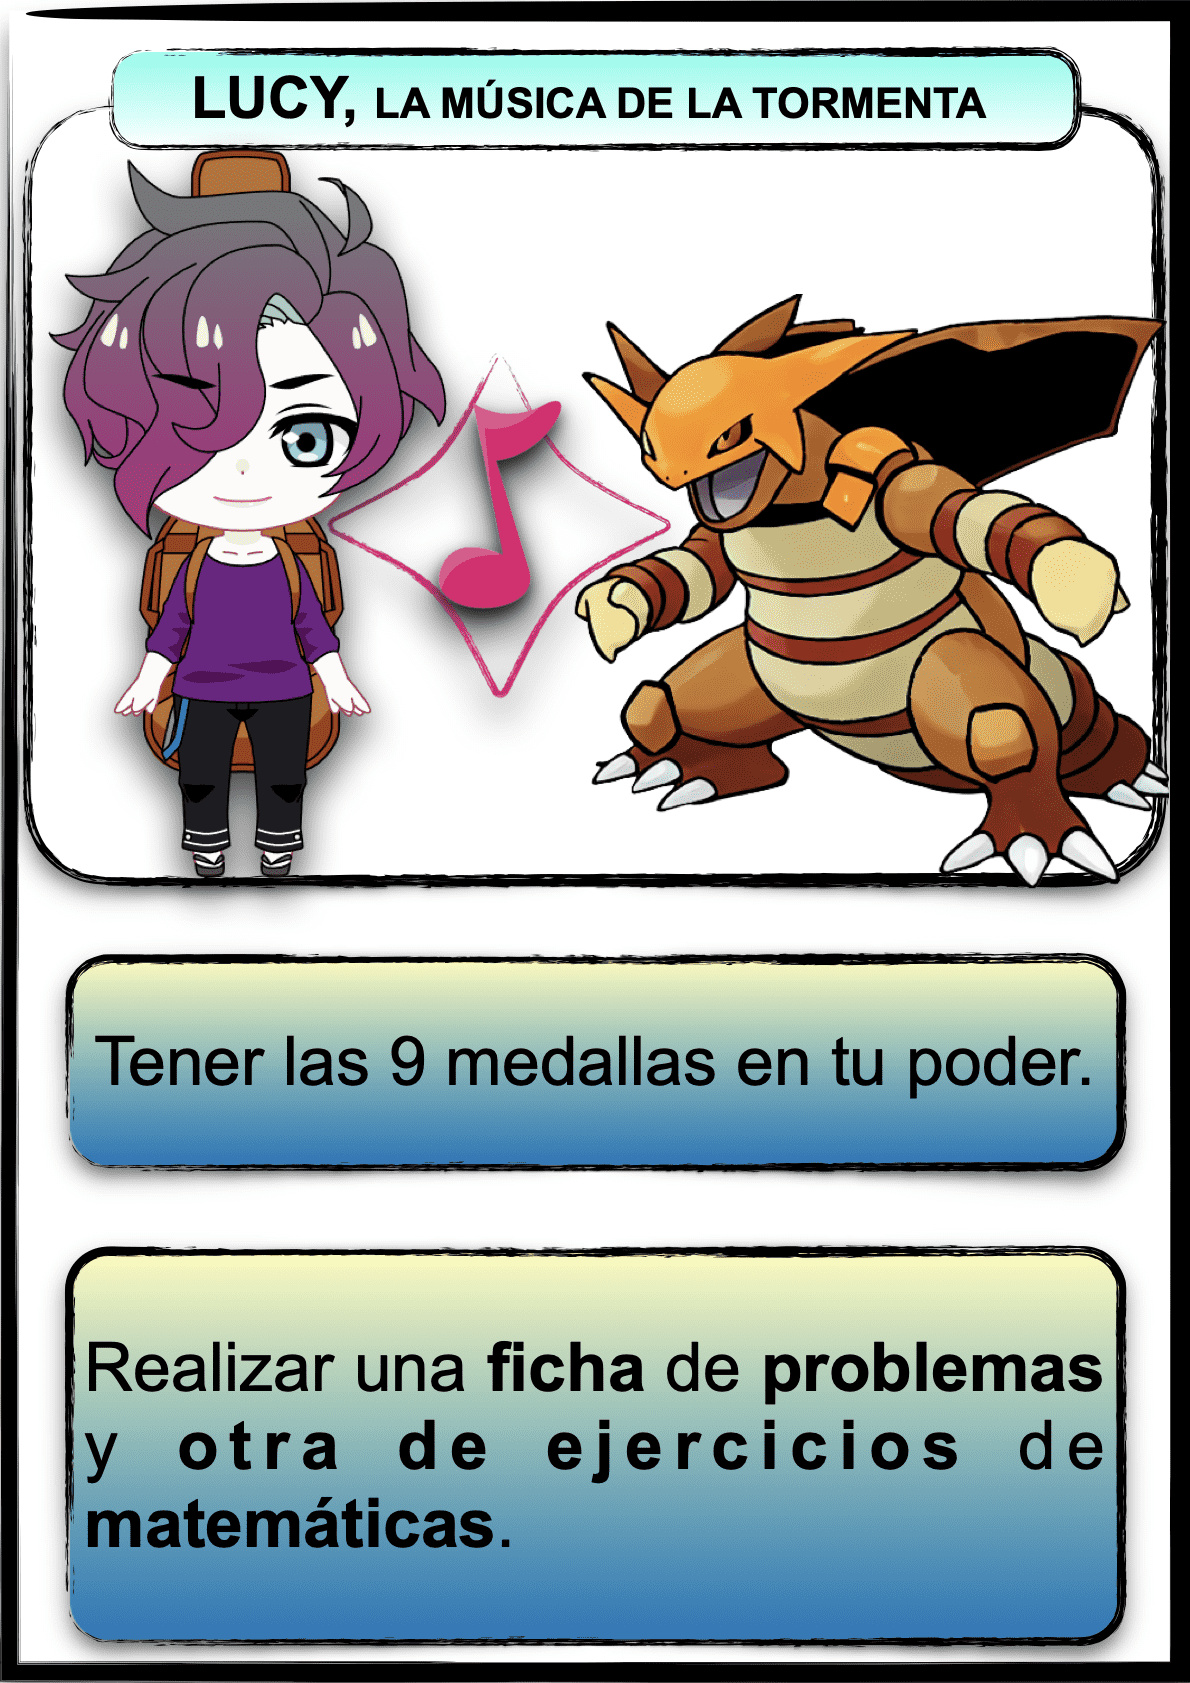 LUCY, LA MÚSICA DE LA TORMENTA
Tener las 9 medallas en tu poder.
Realizar una ficha de problemas
y otra de ejercicios de
matemáticas.